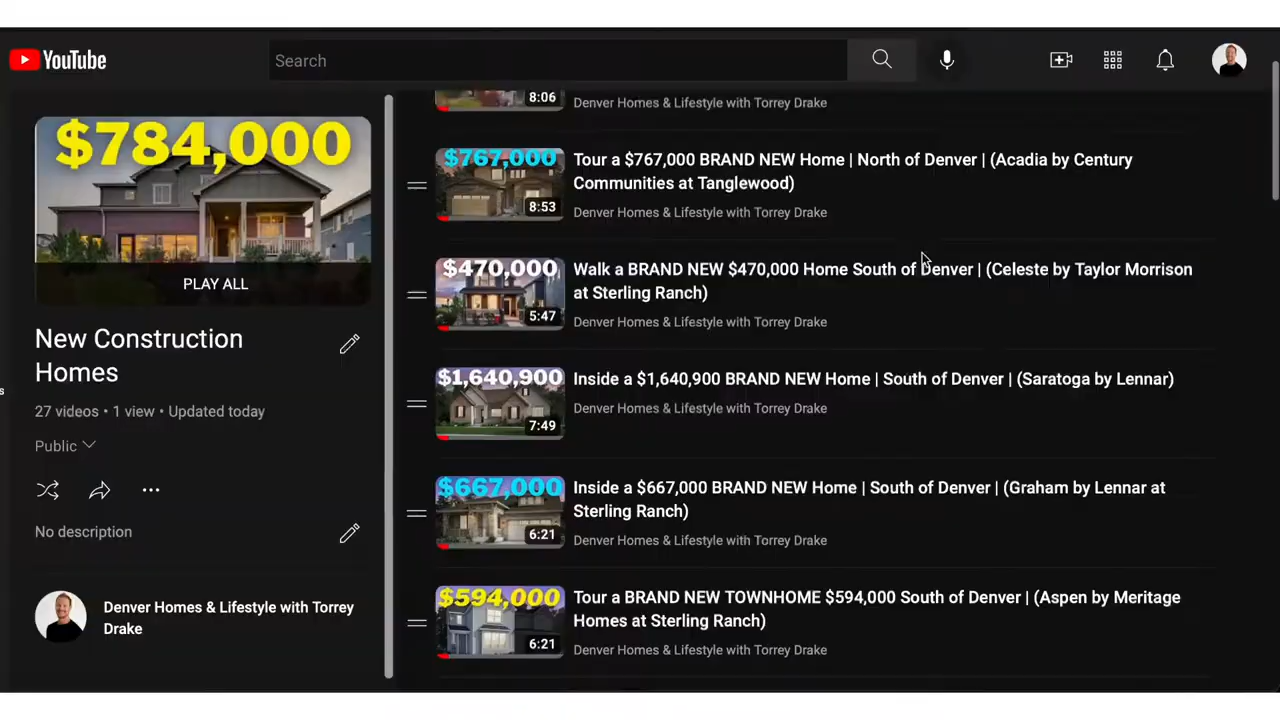 YouTube
Search
$784,000
PLAY ALL
New Construction
Homes
27 videos • 1 view • Updated today
Public
No description
Denver Homes & Lifestyle with Torrey
Drake
s
8:06
Denver Homes & Lifestyle with Torrey Drake
$767,000
8:53
Tour a $767,000 BRAND NEW Home | North of Denver | (Acadia by Century
Communities at Tanglewood)
Denver Homes & Lifestyle with Torrey Drake
$470,000
5:47
Walk a BRAND NEW $470,000 Home South of Denver | (Celeste by Taylor Morrison
at Sterling Ranch)
Denver Homes & Lifestyle with Torrey Drake
$1,640,900
7:49
Inside a $1,640,900 BRAND NEW Home | South of Denver | (Saratoga by Lennar)
Denver Homes & Lifestyle with Torrey Drake
$667,000
6:21
Inside a $667,000 BRAND NEW Home | South of Denver | (Graham by Lennar at
Sterling Ranch)
Denver Homes & Lifestyle with Torrey Drake
$594,000
6:21
Tour a BRAND NEW TOWNHOME $594,000 South of Denver | (Aspen by Meritage
Homes at Sterling Ranch)
Denver Homes & Lifestyle with Torrey Drake